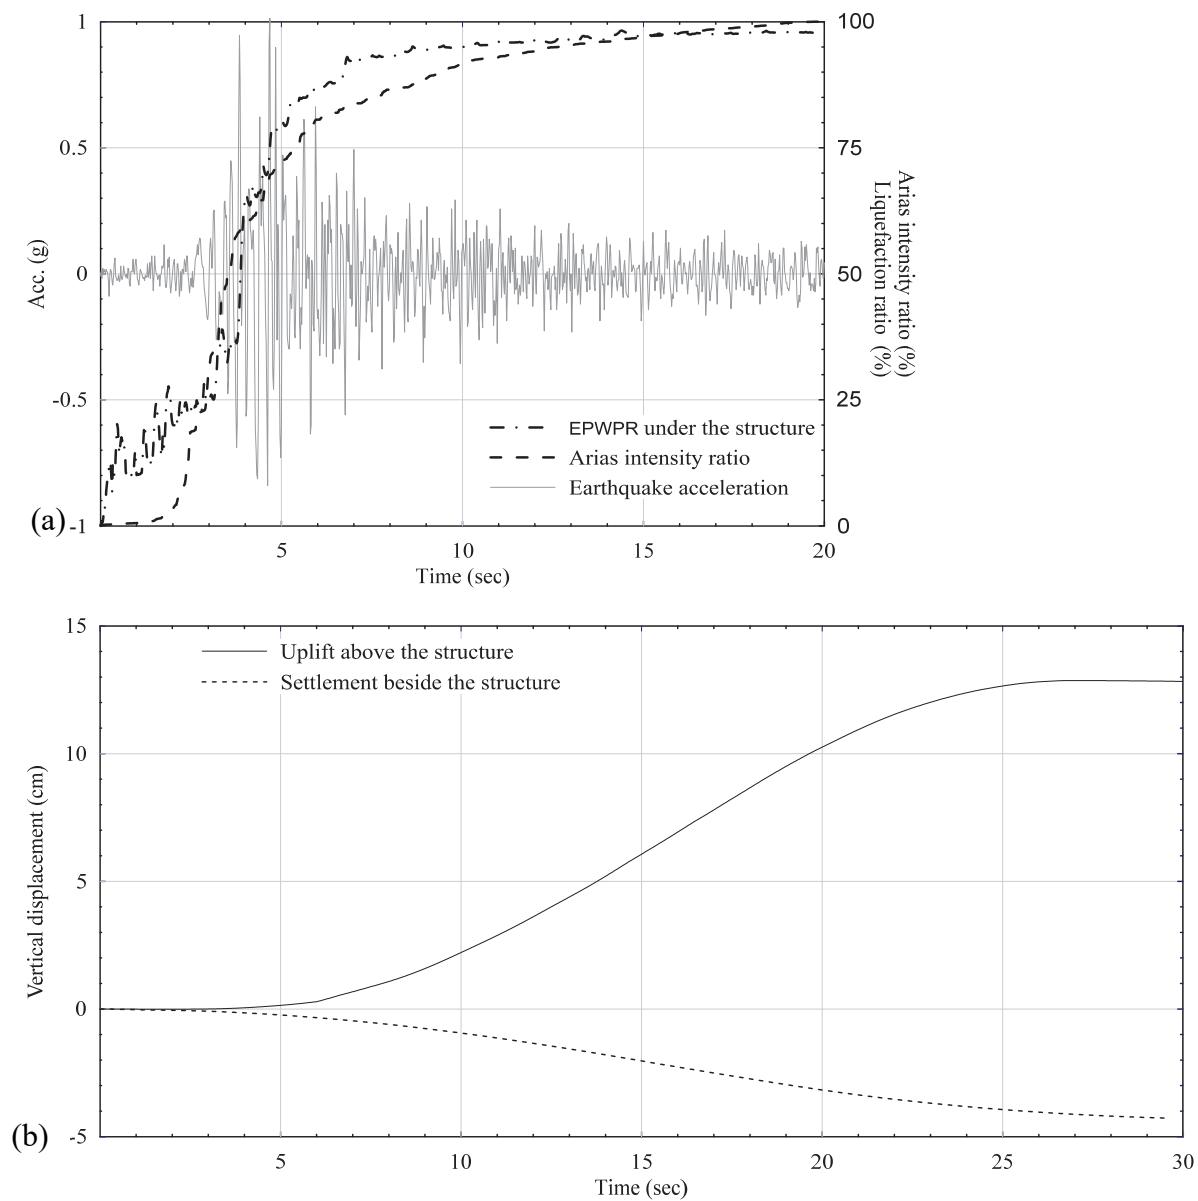 1
0.5
0
-0.5
-1
Acc. (g)
100
75
50
25
0
Arias intensity ratio (%)
Liquefaction ratio (%)
EPWPR under the structure
Arias intensity ratio
Earthquake acceleration
(a)
5 10 15 20
Time (sec)
15
10
5
0
-5
Vertical displacement (cm)
Uplift above the structure
Settlement beside the structure
(b)
5 10 15 20 25 30
Time (sec)